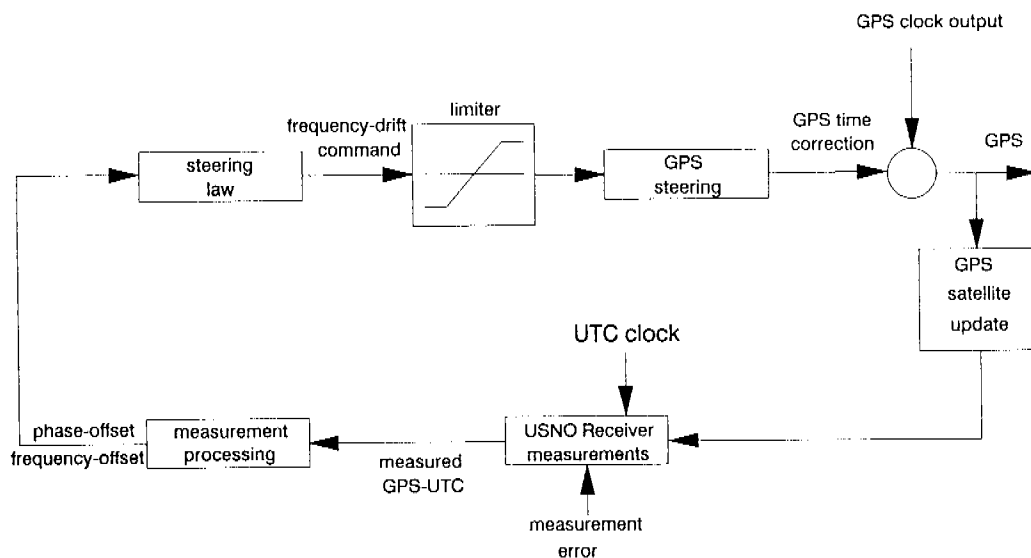 GPS clock output
limiter
frequency-drift
command
GPS time
correction
GPS
steering
law
GPS
steering
GPS
satellite
update
UTC clock
phase-offset
frequency-offset
measurement
processing
USNO Receiver
measurements
measured
GPS-UTC
measurement
error